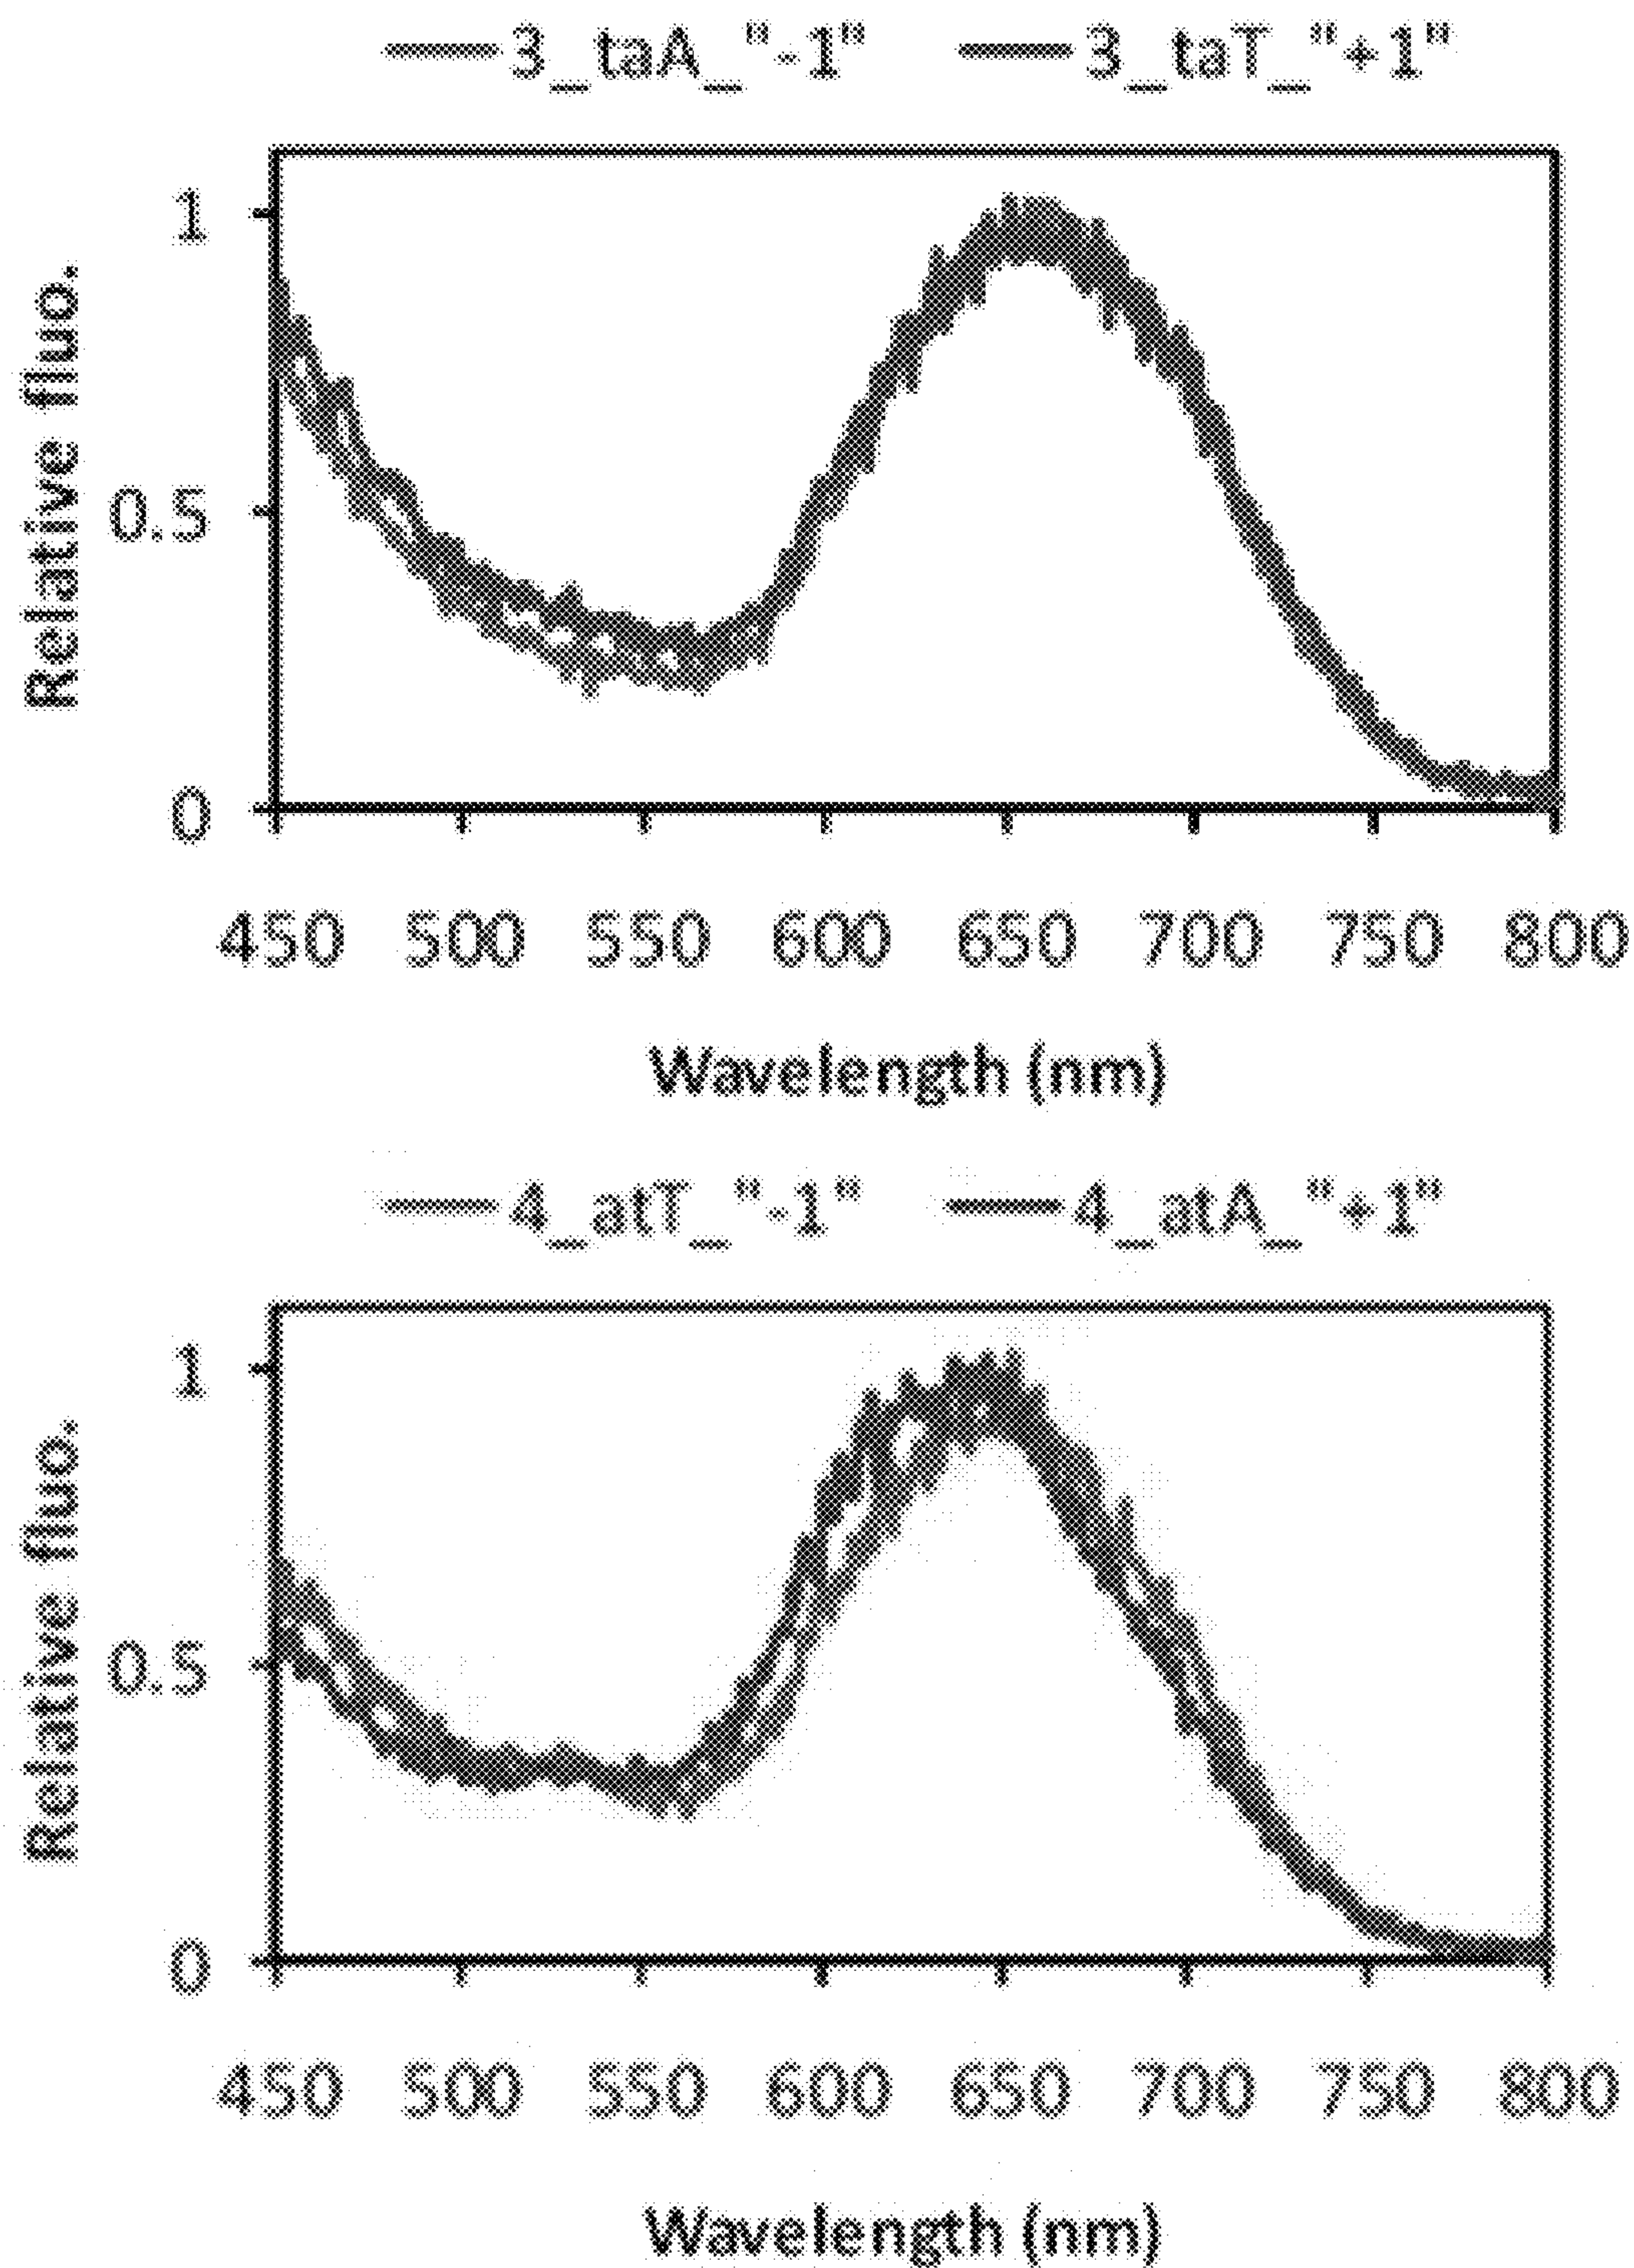 3_taA_"-1" 3_taT_"+1"
1
0.5
0
Relative fluo.
450 500 550 600 650 700 750 800
Wavelength (nm)
4_atT_"-1" 4_atA_"+1"
1
0.5
0
Relative fluo.
450 500 550 600 650 700 750 800
Wavelength (nm)